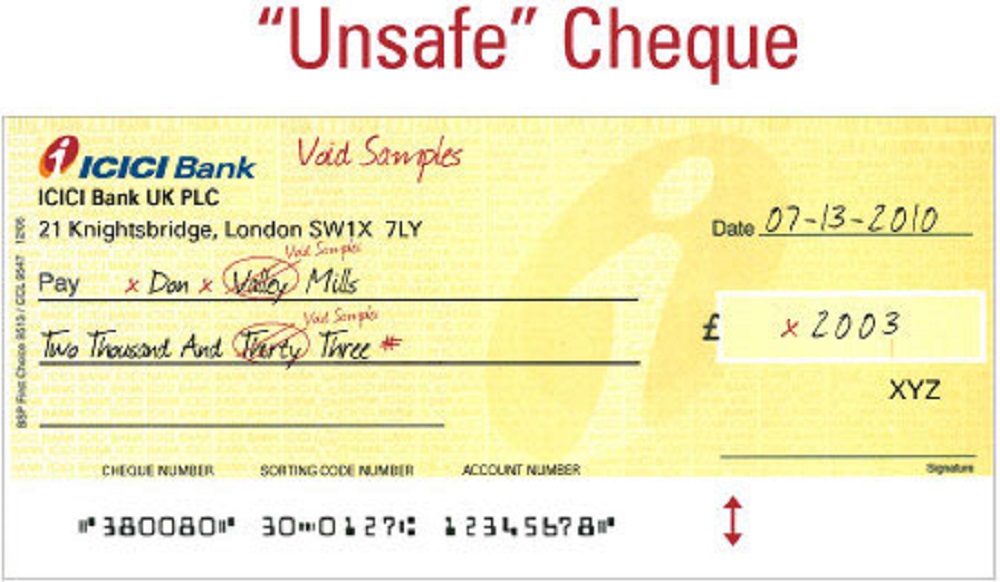 “Unsafe” Cheque
ICICI Bank
Void Samples
ICICI Bank UK PLC
21 Knightsbridge, London SW1X 7LY
Date 07-13-2010
Void Samples
Pay x Don x Valley Mills
Void Samples
Two Thousand And Thirty Three #
£ x 2003
XYZ
Signature
CHEQUE NUMBER SORTING CODE NUMBER ACCOUNT NUMBER
⑈380080⑈ 30⑉0127⑆ 12345678⑈